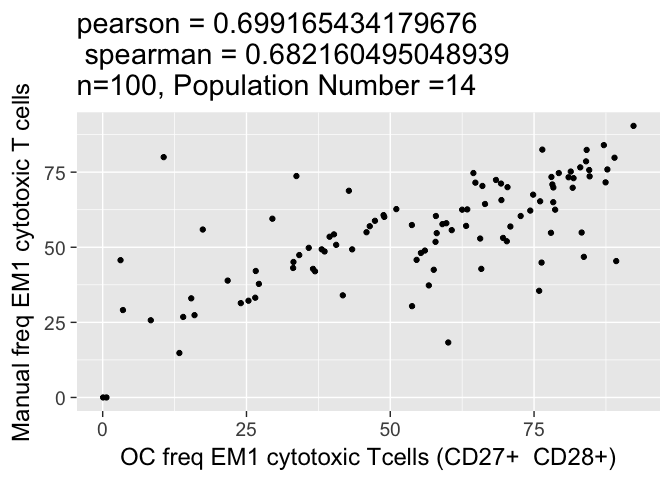 pearson = 0.699165434179676
spearman = 0.682160495048939
n=100, Population Number =14
Manual freq EM1 cytotoxic T cells
75
50
25
0
0
25
50
75
OC freq EM1 cytotoxic Tcells (CD27+  CD28+)